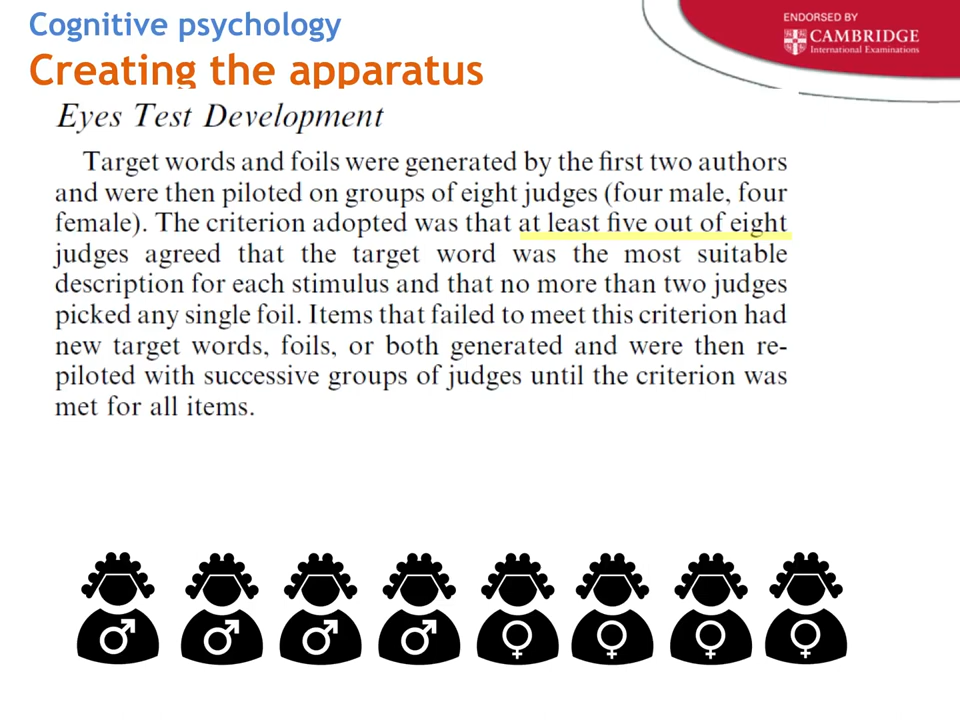 Cognitive psychology
Creating the apparatus
ENDORSED BY
CAMBRIDGE
International Examinations
Eyes Test Development
Target words and foils were generated by the first two authors
and were then piloted on groups of eight judges (four male, four
female). The criterion adopted was that at least five out of eight
judges agreed that the target word was the most suitable
description for each stimulus and that no more than two judges
picked any single foil. Items that failed to meet this criterion had
new target words, foils, or both generated and were then re-
piloted with successive groups of judges until the criterion was
met for all items.